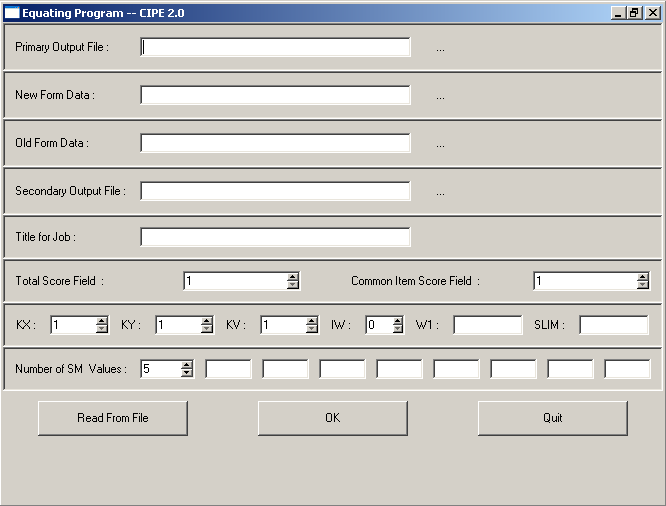 Equating Program -- CIPE 2.0
Primary Output File : ...
New Form Data : ...
Old Form Data : ...
Secondary Output File : ...
Title for Job :
Total Score Field : 1 Common Item Score Field : 1
KX : 1 KY : 1 KV : 1 IW : 0 W1 : SLIM :
Number of SM Values : 5
Read From File OK Quit